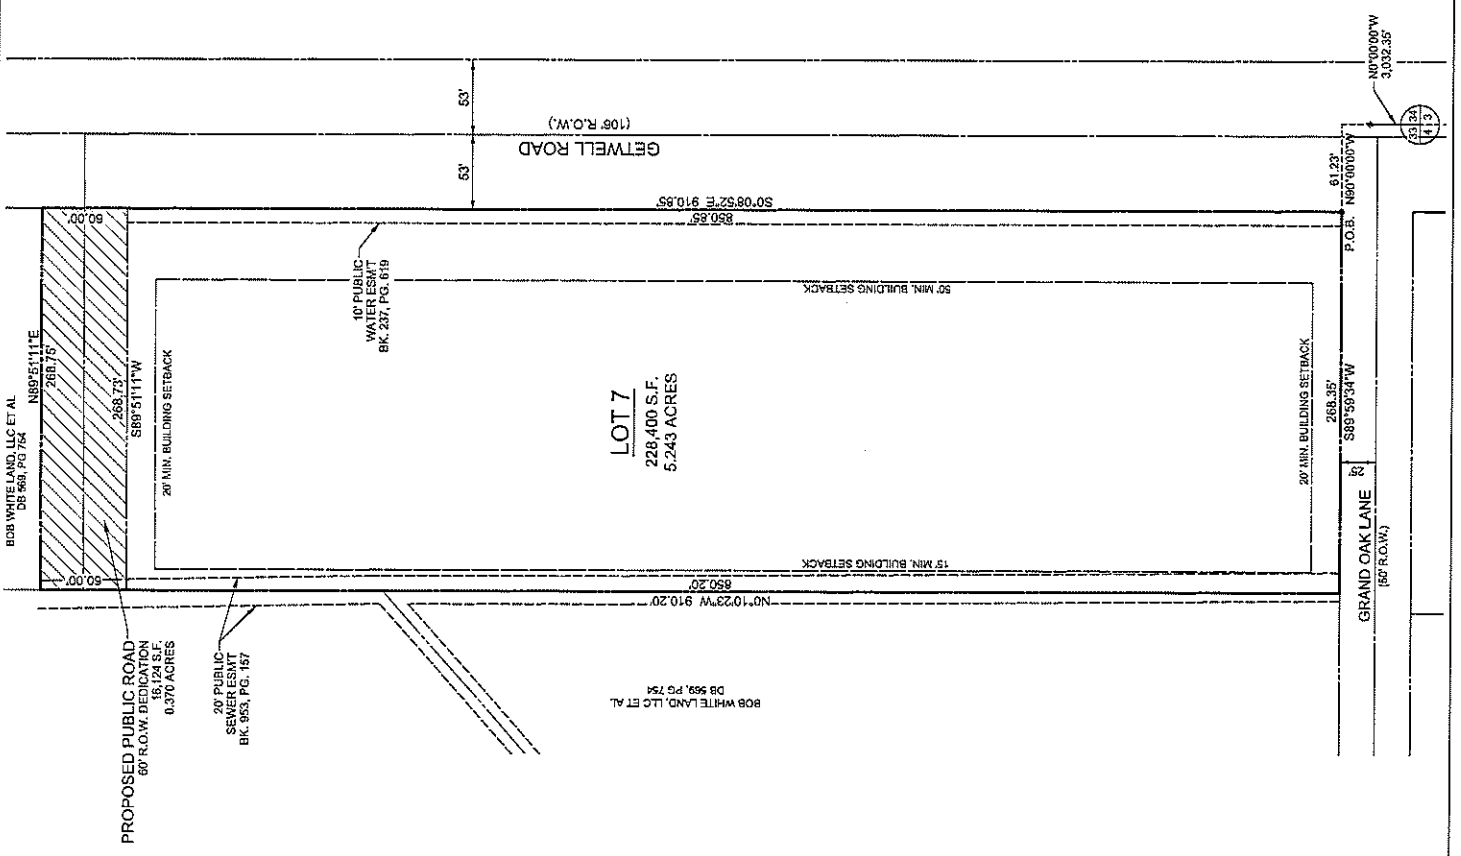 BOB WHITE LAND, LLC ET AL
DB 569, PG 754
N89°51'11"E
268.75'
60.00'
60.00'
268.73'
S89°51'11"W
20' MIN. BUILDING SETBACK
PROPOSED PUBLIC ROAD
60' R.O.W. DEDICATION
16,124 S.F.
0.370 ACRES
20' PUBLIC
SEWER ESM'T
BK. 953, PG. 157
10' PUBLIC
WATER ESM'T
BK. 237, PG. 619
53'
53'
GETWELL ROAD
(106' R.O.W.)
S0°08'52"E 910.85'
850.85'
50' MIN. BUILDING SETBACK
LOT 7
228,400 S.F.
5.243 ACRES
15' MIN. BUILDING SETBACK
850.20'
N0°10'23"W 910.20'
BOB WHITE LAND, LLC ET AL
DB 569, PG 754
20' MIN. BUILDING SETBACK
268.35'
S89°59'34"W
25'
GRAND OAK LANE
(50' R.O.W.)
P.O.B.
61.23'
N90°00'00"W
N0°00'00"W
3,032.35'
33 34
4 3